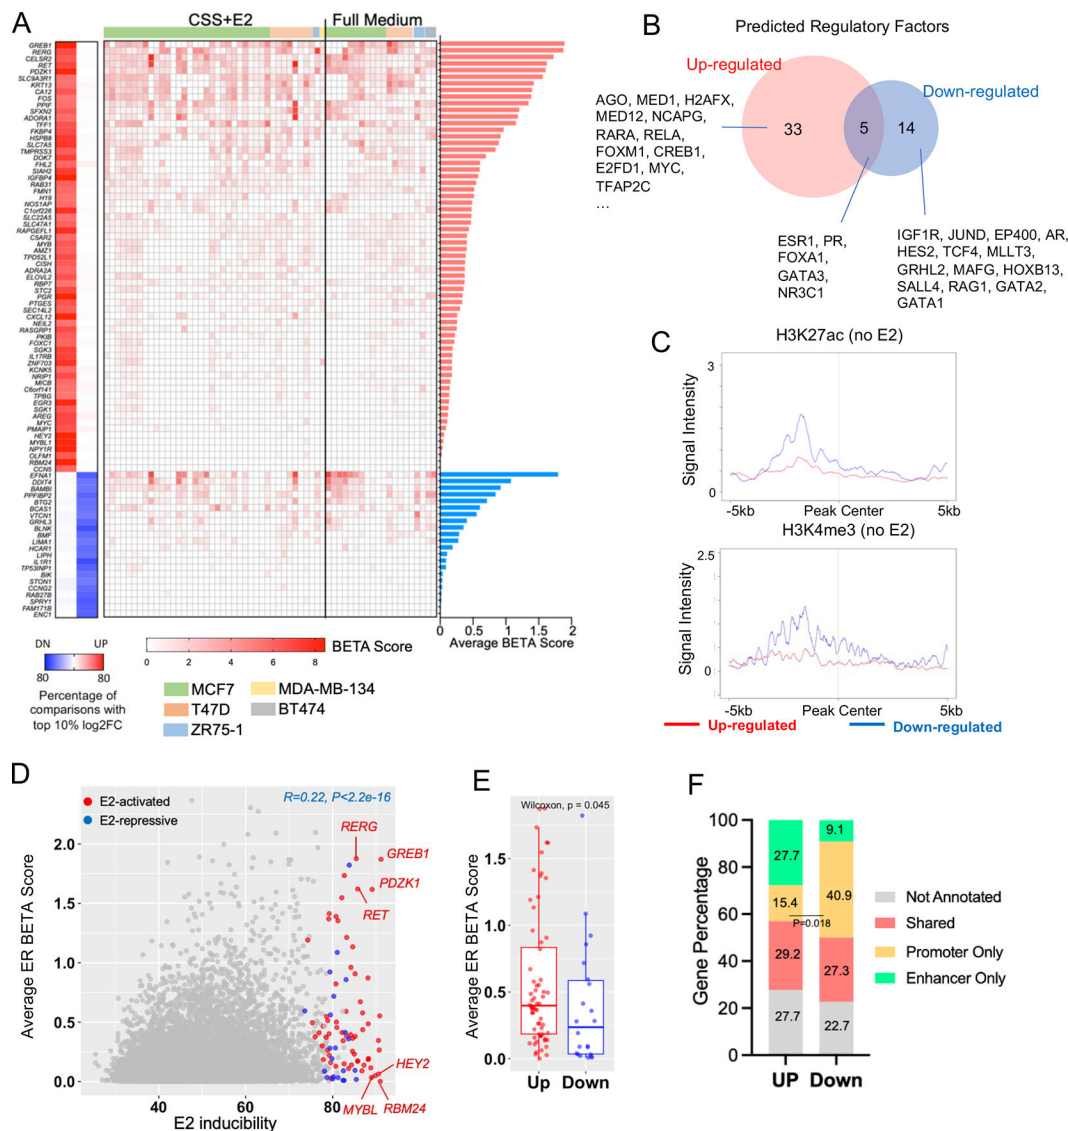 A
CSS+E2
Full Medium
GREB1
RERG
CELSR2
RET
PDZK1
SLC9A3R1
KRT13
CA12
FOS
PPIF
SFXN2
ADORA1
TFF1
FKBP4
HSPB8
SLC7A5
TMPRSS3
DOK7
FHL2
SIAH2
IGFBP4
RAB31
FMN1
H19
NOS1AP
C1orf226
SLC22A5
SLC47A1
RAPGEFL1
C5AR2
MYB
AMZ1
TPD52L1
CISH
ADRA2A
ELOVL2
RBP7
STC2
PGR
PTGES
SEC14L2
CXCL12
NEIL2
RASGRP1
PKIB
FOXC1
SGK3
IL17RB
ZNF703
KCNK5
NRIP1
MICB
C6orf141
TPBG
EGR3
SGK1
AREG
MYC
PMAIP1
HEY2
MYBL1
NPY1R
OLFM1
RBM24
CCN5
EFNA1
DDIT4
BAMBI
PPFIBP2
BTG2
BCAS1
VTCN1
GRHL3
BLNK
BMF
LIMA1
HCAR1
LIPH
IL1R1
TP53INP1
BIK
STON1
CCNG2
RAB27B
SPRY1
FAM171B
ENC1
0 0.5 1 1.5 2
Average BETA Score
DN UP
80 80
Percentage of
comparisons with
top 10% log2FC
0 2 4 6 8
BETA Score
MCF7
T47D
ZR75-1
MDA-MB-134
BT474
B
Predicted Regulatory Factors
Up-regulated
Down-regulated
33 5 14
AGO, MED1, H2AFX,
MED12, NCAPG,
RARA, RELA,
FOXM1, CREB1,
E2FD1, MYC,
TFAP2C
...
ESR1, PR,
FOXA1,
GATA3,
NR3C1
IGF1R, JUND, EP400, AR,
HES2, TCF4, MLLT3,
GRHL2, MAFG, HOXB13,
SALL4, RAG1, GATA2,
GATA1
C
H3K27ac (no E2)
Signal Intensity
3
0
-5kb Peak Center 5kb
H3K4me3 (no E2)
Signal Intensity
2.5
0
-5kb Peak Center 5kb
Up-regulated
Down-regulated
D
E2-activated
E2-repressive
R=0.22, P<2.2e-16
RERG
GREB1
PDZK1
RET
HEY2
MYBL
RBM24
Average ER BETA Score
2.0
1.5
1.0
0.5
0.0
40 60 80
E2 inducibility
E
Wilcoxon, p = 0.045
Average ER BETA Score
1.5
1.0
0.5
0.0
Up Down
F
Gene Percentage
100
80
60
40
20
0
27.7
15.4
29.2
27.7
9.1
40.9
27.3
22.7
P=0.018
UP Down
Not Annotated
Shared
Promoter Only
Enhancer Only